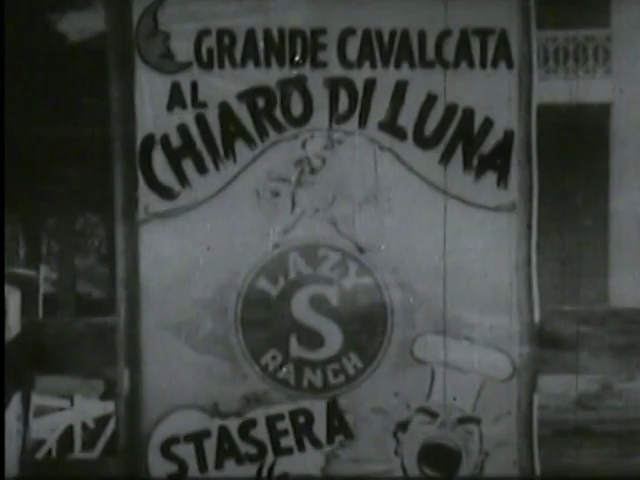 GRANDE CAVALCATA
AL
CHIARO DI LUNA
LAZY
S
RANCH
STASERA